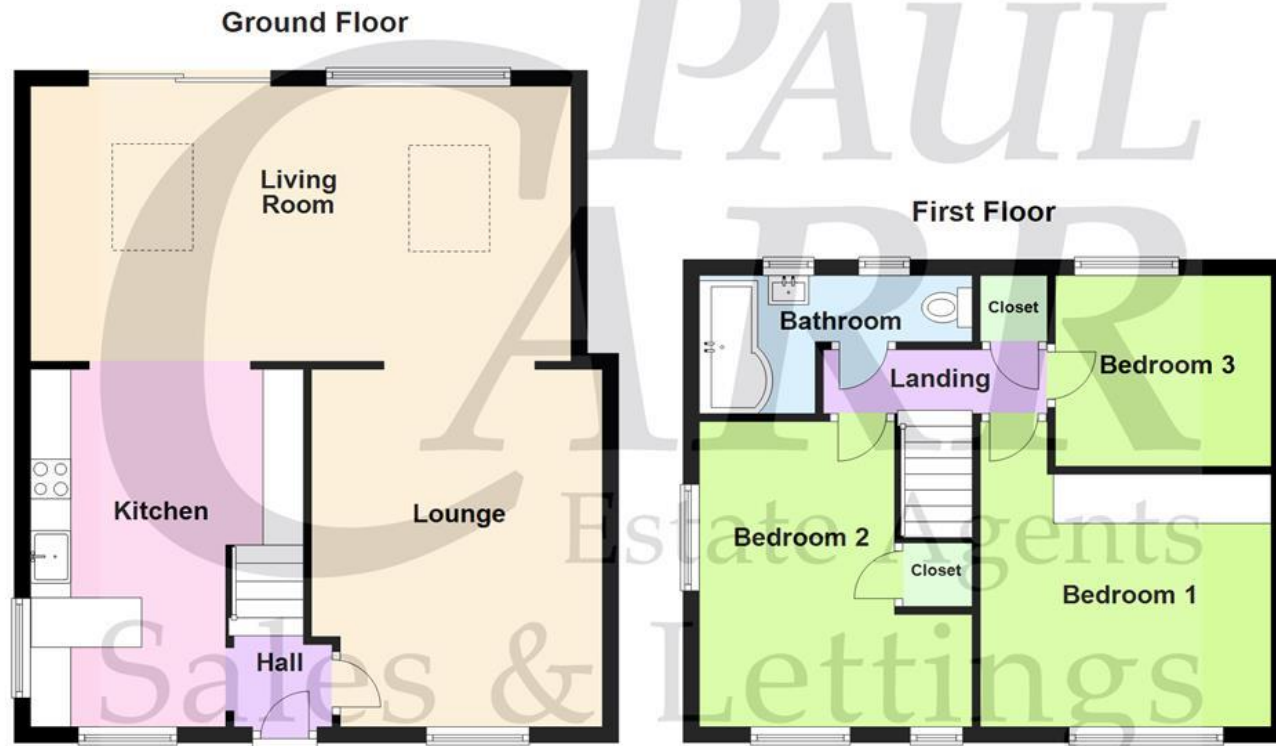 Ground Floor
PAUL
CARR
Estate Agents
Sales & Lettings
Living
Room
Kitchen
Lounge
Hall
First Floor
Bathroom
Closet
Landing
Bedroom 3
Bedroom 2
Closet
Bedroom 1